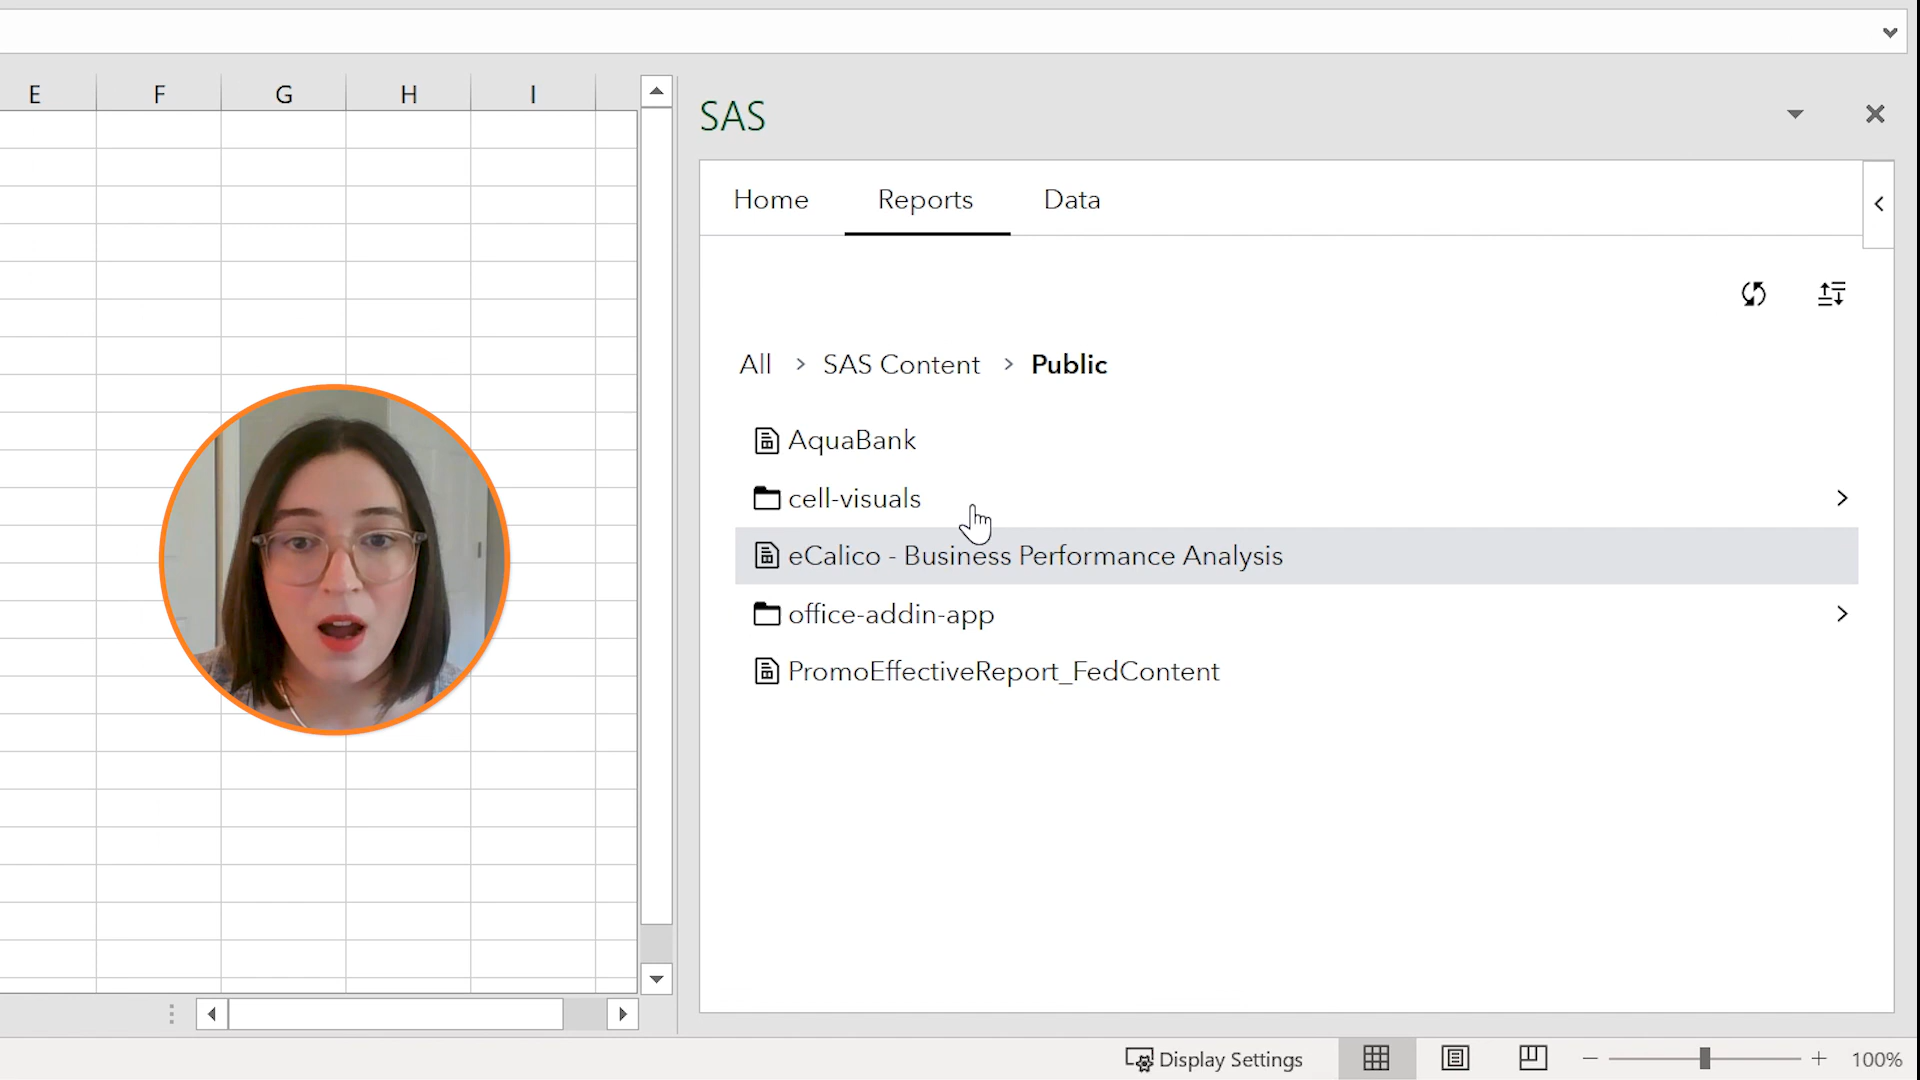 E F G H I
SAS
Home Reports Data
All > SAS Content > Public
AquaBank
cell-visuals
eCalico - Business Performance Analysis
office-addin-app
PromoEffectiveReport_FedContent
Display Settings 100%